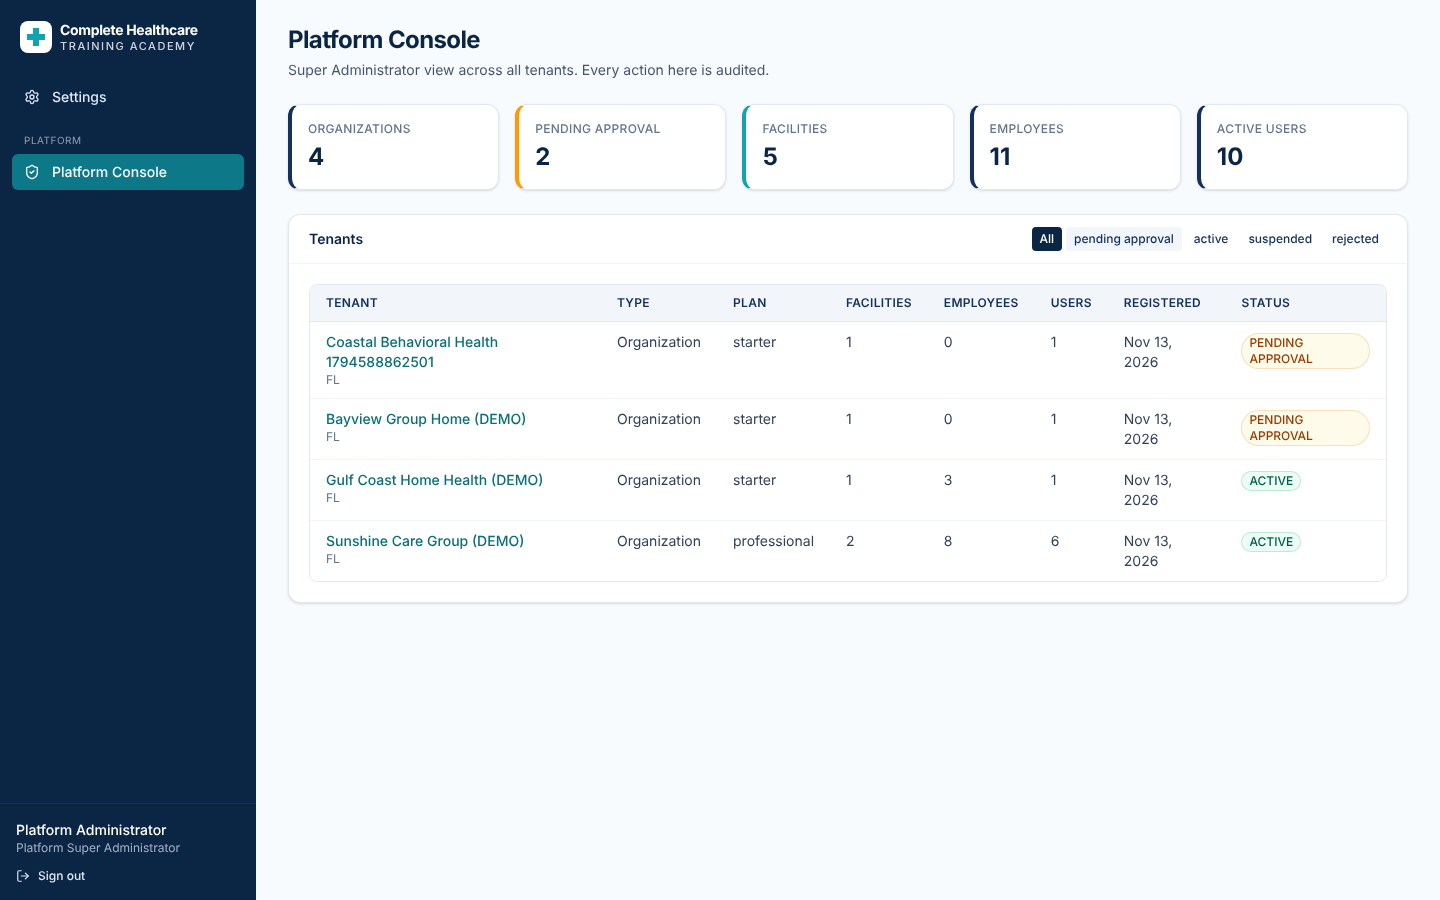 Complete Healthcare
TRAINING ACADEMY
Settings
PLATFORM
Platform Console
Platform Administrator
Platform Super Administrator
Sign out
Platform Console
Super Administrator view across all tenants. Every action here is audited.
ORGANIZATIONS
4
PENDING APPROVAL
2
FACILITIES
5
EMPLOYEES
11
ACTIVE USERS
10
Tenants
All pending approval active suspended rejected
TENANT TYPE PLAN FACILITIES EMPLOYEES USERS REGISTERED STATUS
Coastal Behavioral Health
1794588862501
FL
Organization starter 1 0 1 Nov 13,
2026
PENDING
APPROVAL
Bayview Group Home (DEMO)
FL
Organization starter 1 0 1 Nov 13,
2026
PENDING
APPROVAL
Gulf Coast Home Health (DEMO)
FL
Organization starter 1 3 1 Nov 13,
2026
ACTIVE
Sunshine Care Group (DEMO)
FL
Organization professional 2 8 6 Nov 13,
2026
ACTIVE